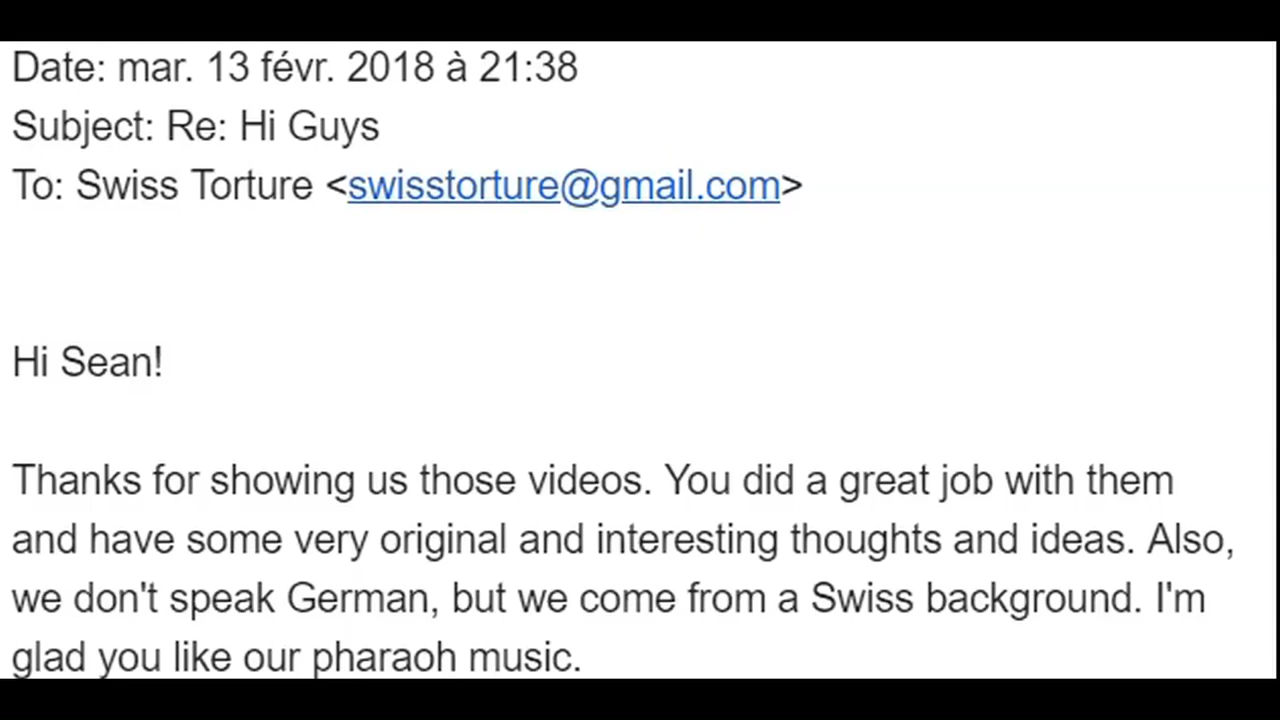 Date: mar. 13 févr. 2018 à 21:38
Subject: Re: Hi Guys
To: Swiss Torture <swisstorture@gmail.com>
Hi Sean!
Thanks for showing us those videos. You did a great job with them
and have some very original and interesting thoughts and ideas. Also,
we don't speak German, but we come from a Swiss background. I'm
glad you like our pharaoh music.